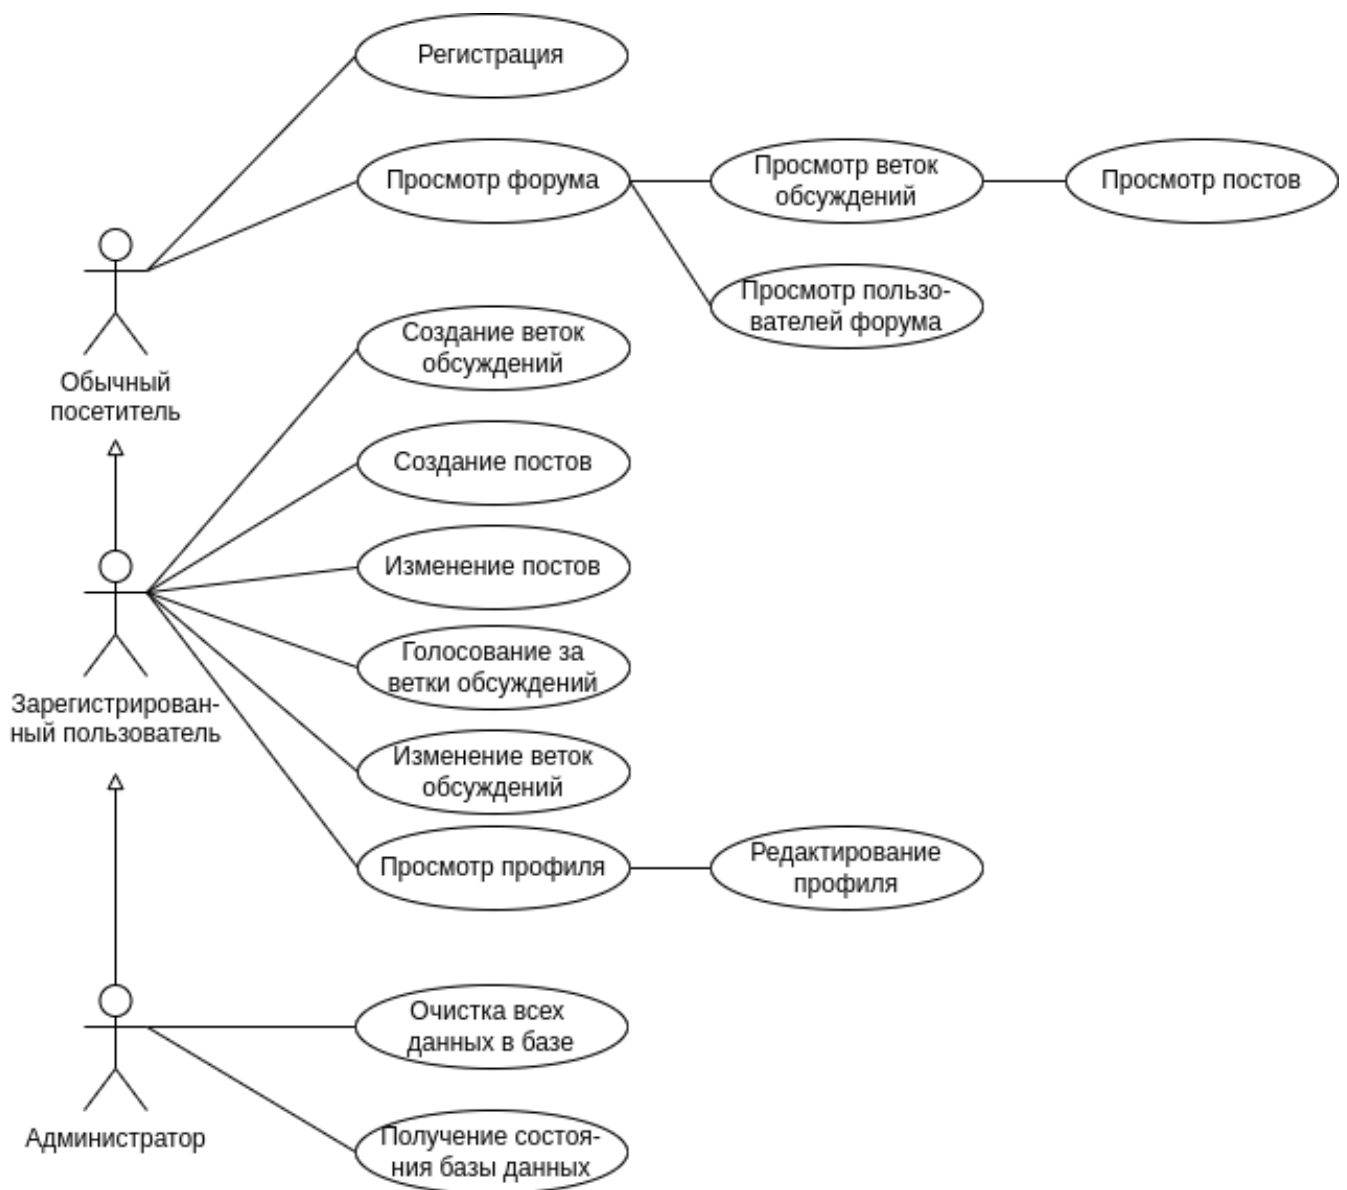 Регистрация
Просмотр форума
Просмотр веток
обсуждений
Просмотр постов
Просмотр пользо-
вателей форума
Обычный
посетитель
Создание веток
обсуждений
Создание постов
Изменение постов
Голосование за
ветки обсуждений
Зарегистрирован-
ный пользователь
Изменение веток
обсуждений
Просмотр профиля
Редактирование
профиля
Очистка всех
данных в базе
Администратор
Получение состоя-
ния базы данных